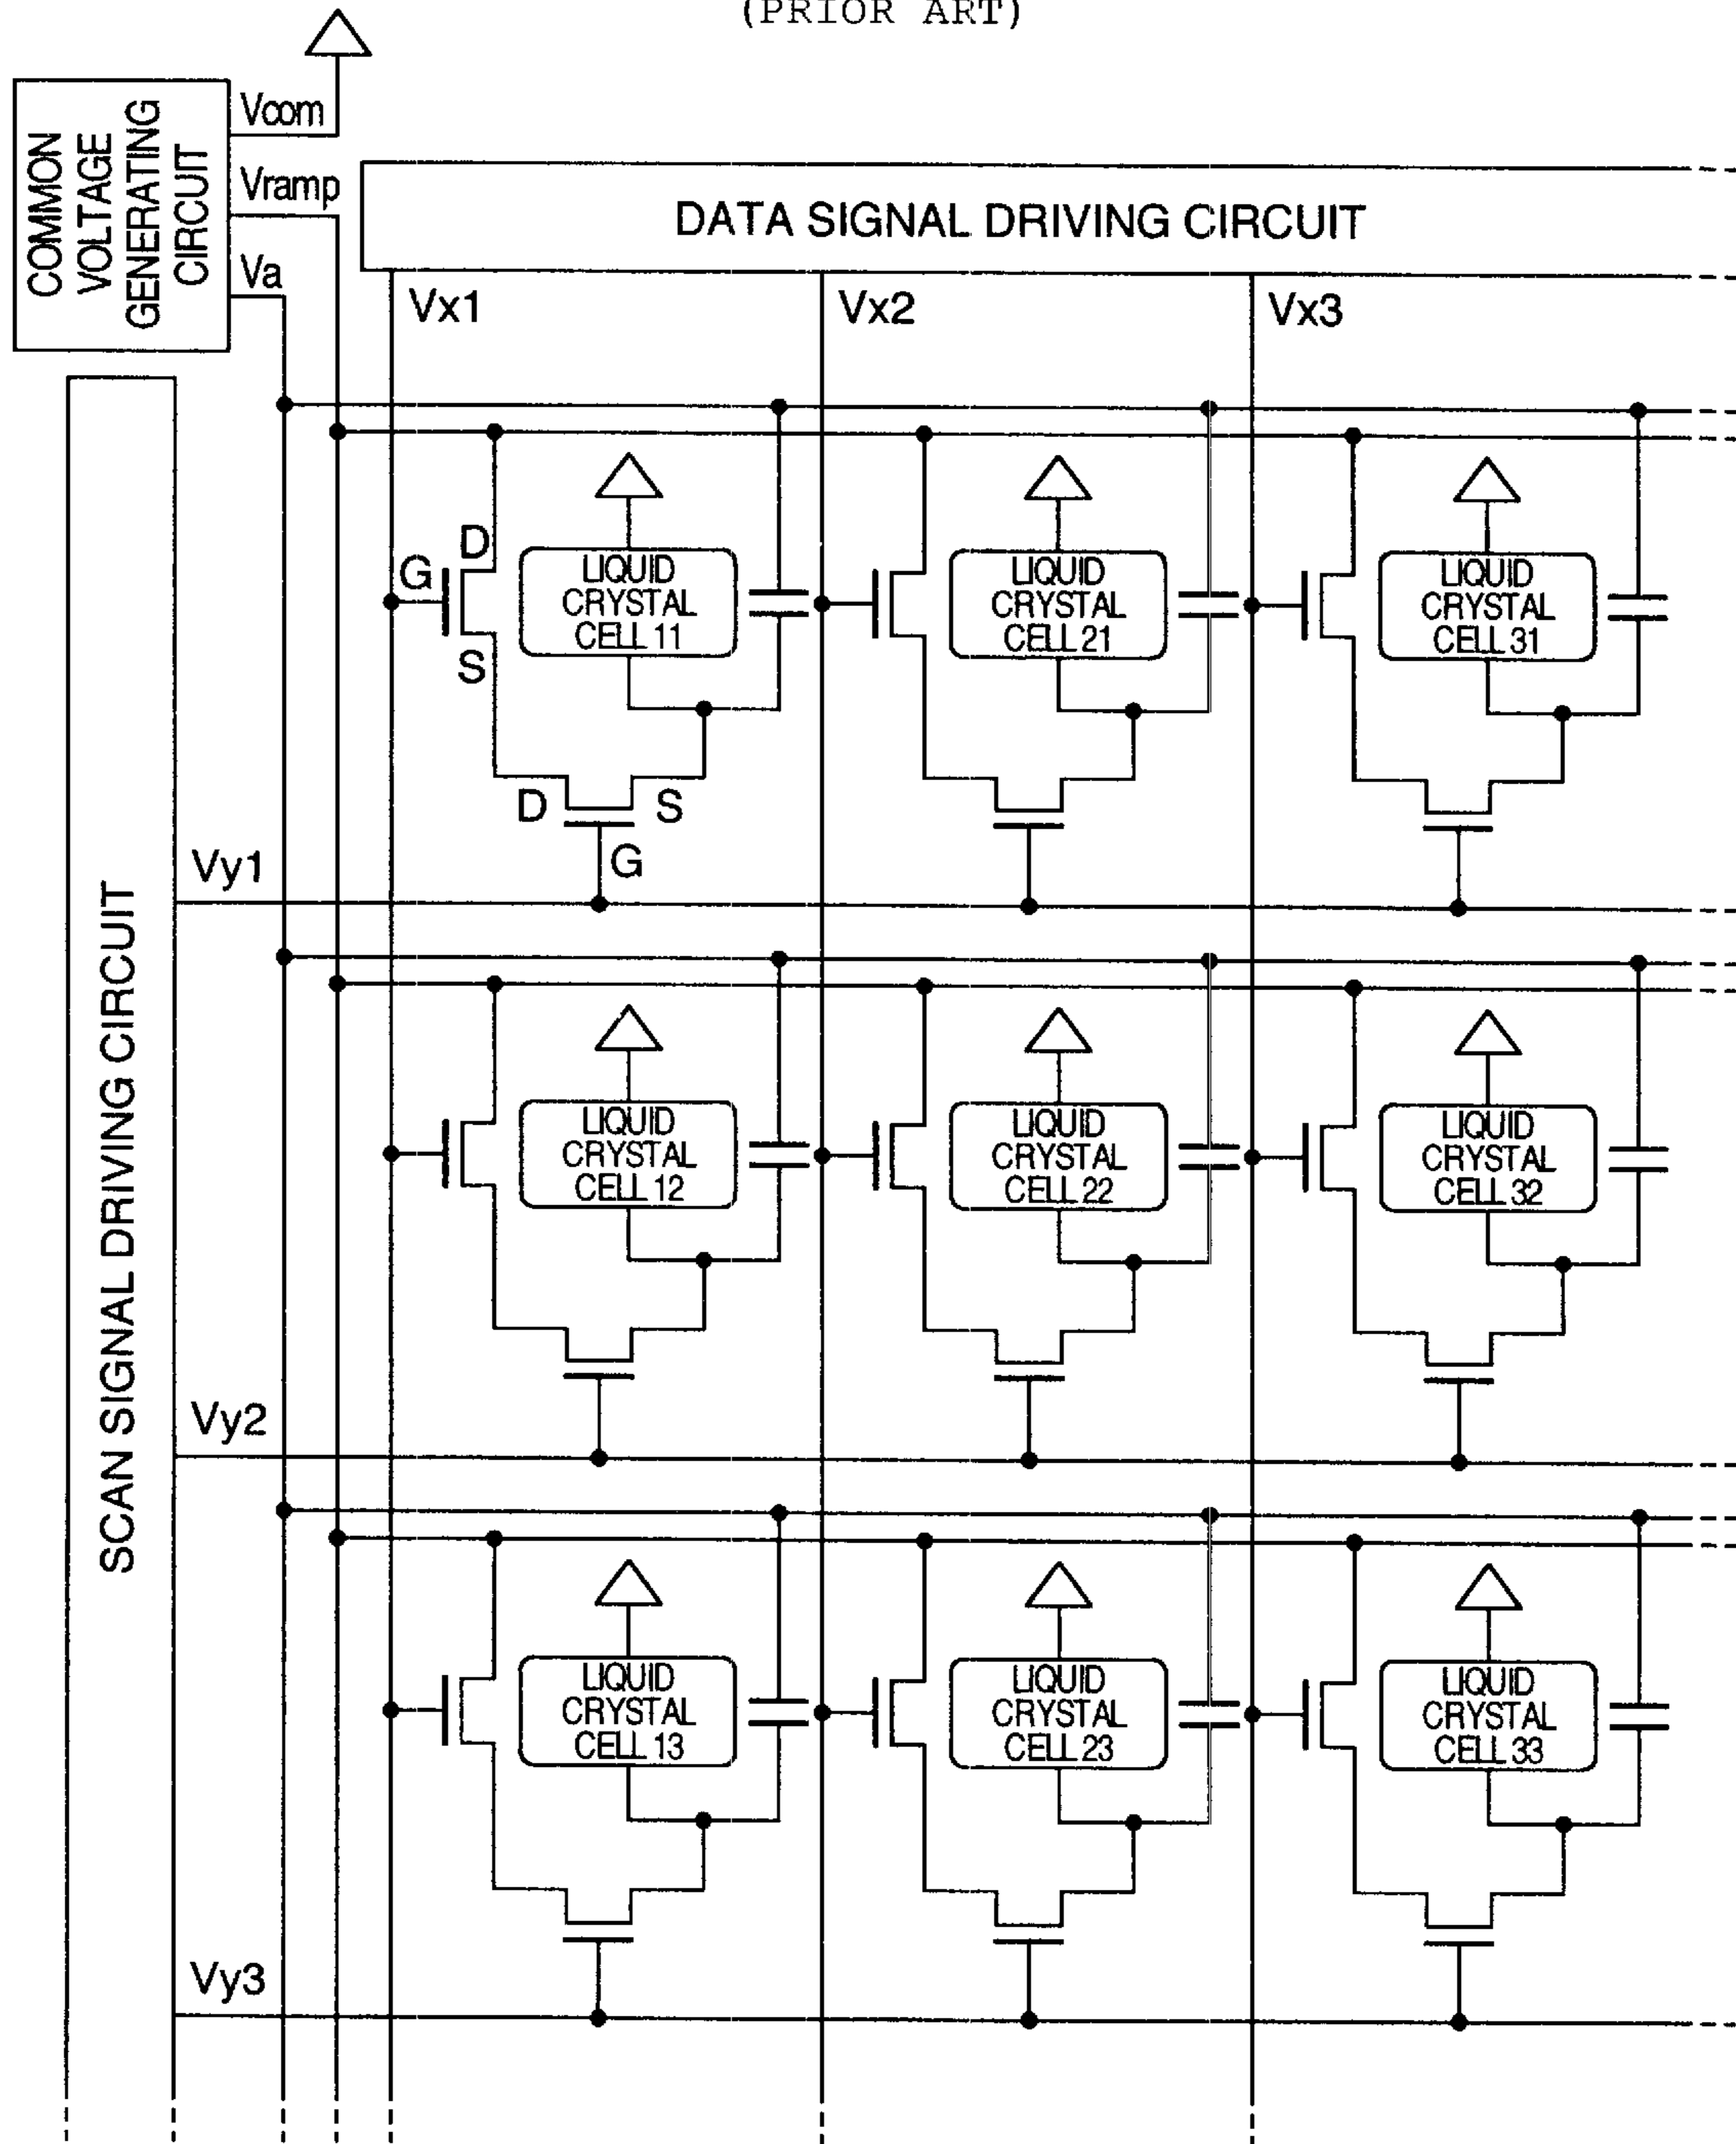 (PRIOR ART)
COMMON
VOLTAGE
GENERATING
CIRCUIT
Vcom
Vramp
Va
DATA SIGNAL DRIVING CIRCUIT
Vx1
Vx2
Vx3
SCAN SIGNAL DRIVING CIRCUIT
G
D
S
LIQUID
CRYSTAL
CELL 11
LIQUID
CRYSTAL
CELL 21
LIQUID
CRYSTAL
CELL 31
D
S
G
Vy1
LIQUID
CRYSTAL
CELL 12
LIQUID
CRYSTAL
CELL 22
LIQUID
CRYSTAL
CELL 32
Vy2
LIQUID
CRYSTAL
CELL 13
LIQUID
CRYSTAL
CELL 23
LIQUID
CRYSTAL
CELL 33
Vy3